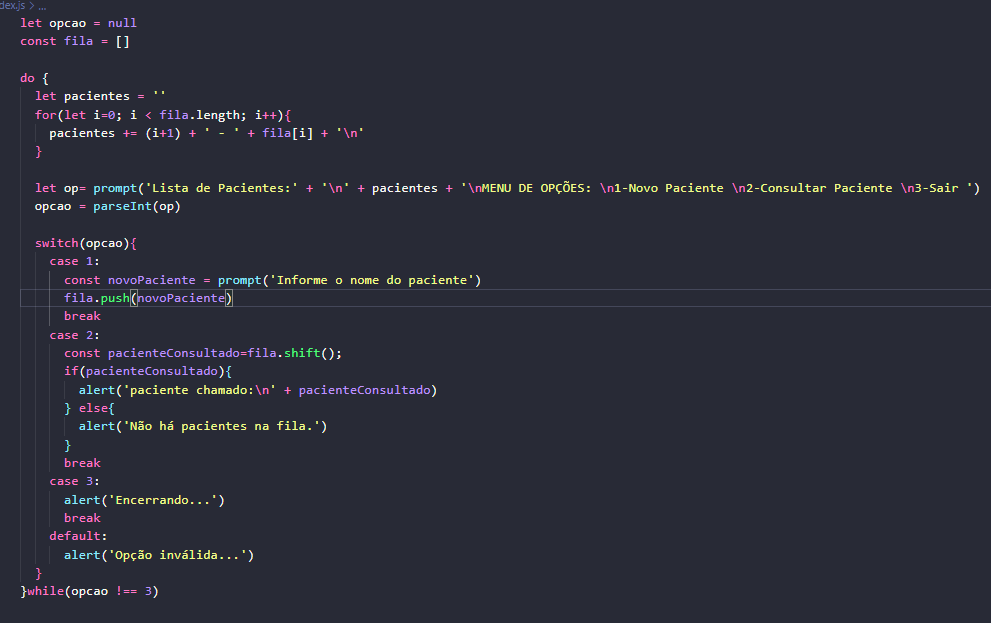 dex.js > ...
let opcao = null
const fila = []
do {
let pacientes = ''
for(let i=0; i < fila.length; i++){
pacientes += (i+1) + ' - ' + fila[i] + '\n'
}
let op= prompt('Lista de Pacientes:' + '\n' + pacientes + '\nMENU DE OPÇÕES: \n1-Novo Paciente \n2-Consultar Paciente \n3-Sair ')
opcao = parseInt(op)
switch(opcao){
case 1:
const novoPaciente = prompt('Informe o nome do paciente')
fila.push(novoPaciente)
break
case 2:
const pacienteConsultado=fila.shift();
if(pacienteConsultado){
alert('paciente chamado:\n' + pacienteConsultado)
} else{
alert('Não há pacientes na fila.')
}
break
case 3:
alert('Encerrando...')
break
default:
alert('Opção inválida...')
}
}while(opcao !== 3)